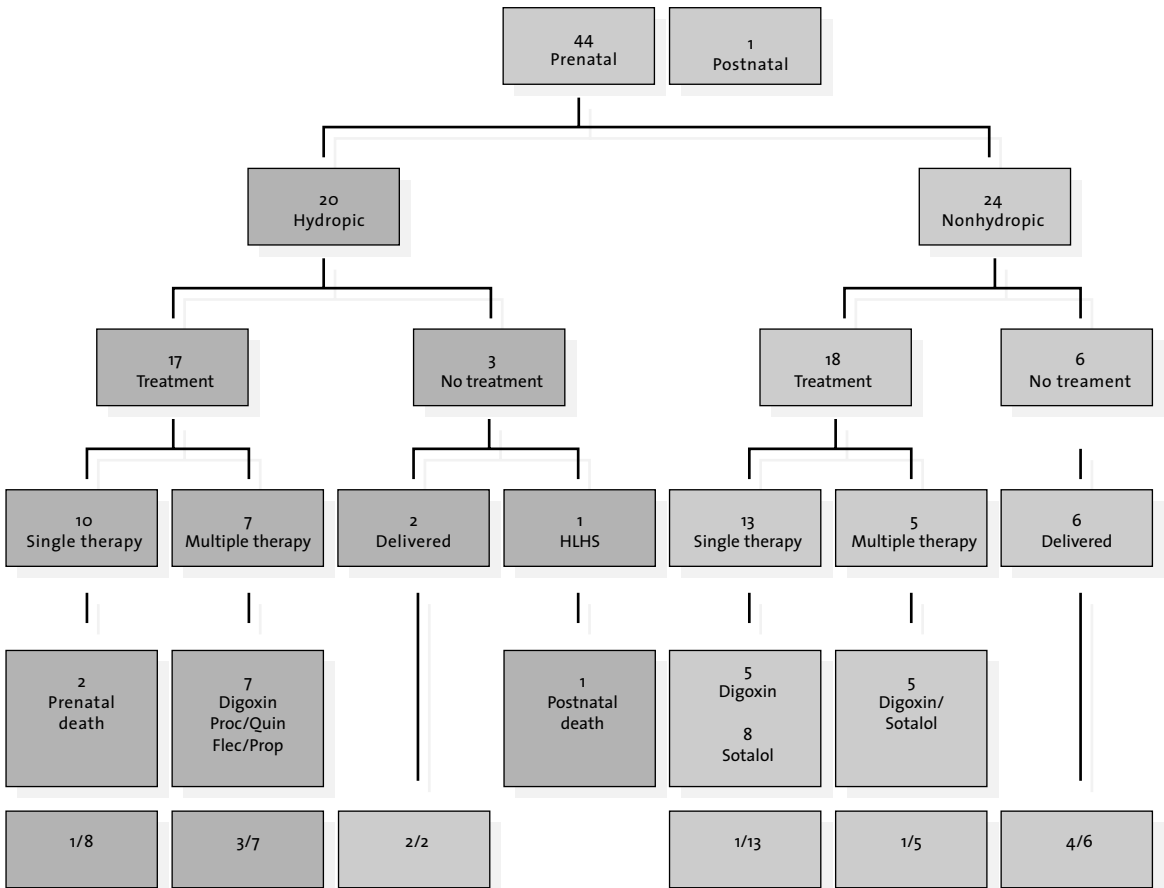 44
Prenatal
1
Postnatal
20
Hydropic
24
Nonhydropic
17
Treatment
3
No treatment
18
Treatment
6
No treament
10
Single therapy
7
Multiple therapy
2
Delivered
1
HLHS
13
Single therapy
5
Multiple therapy
6
Delivered
2
Prenatal
death
7
Digoxin
Proc/Quin
Flec/Prop
1
Postnatal
death
5
Digoxin
8
Sotalol
5
Digoxin/
Sotalol
1/8
3/7
2/2
1/13
1/5
4/6